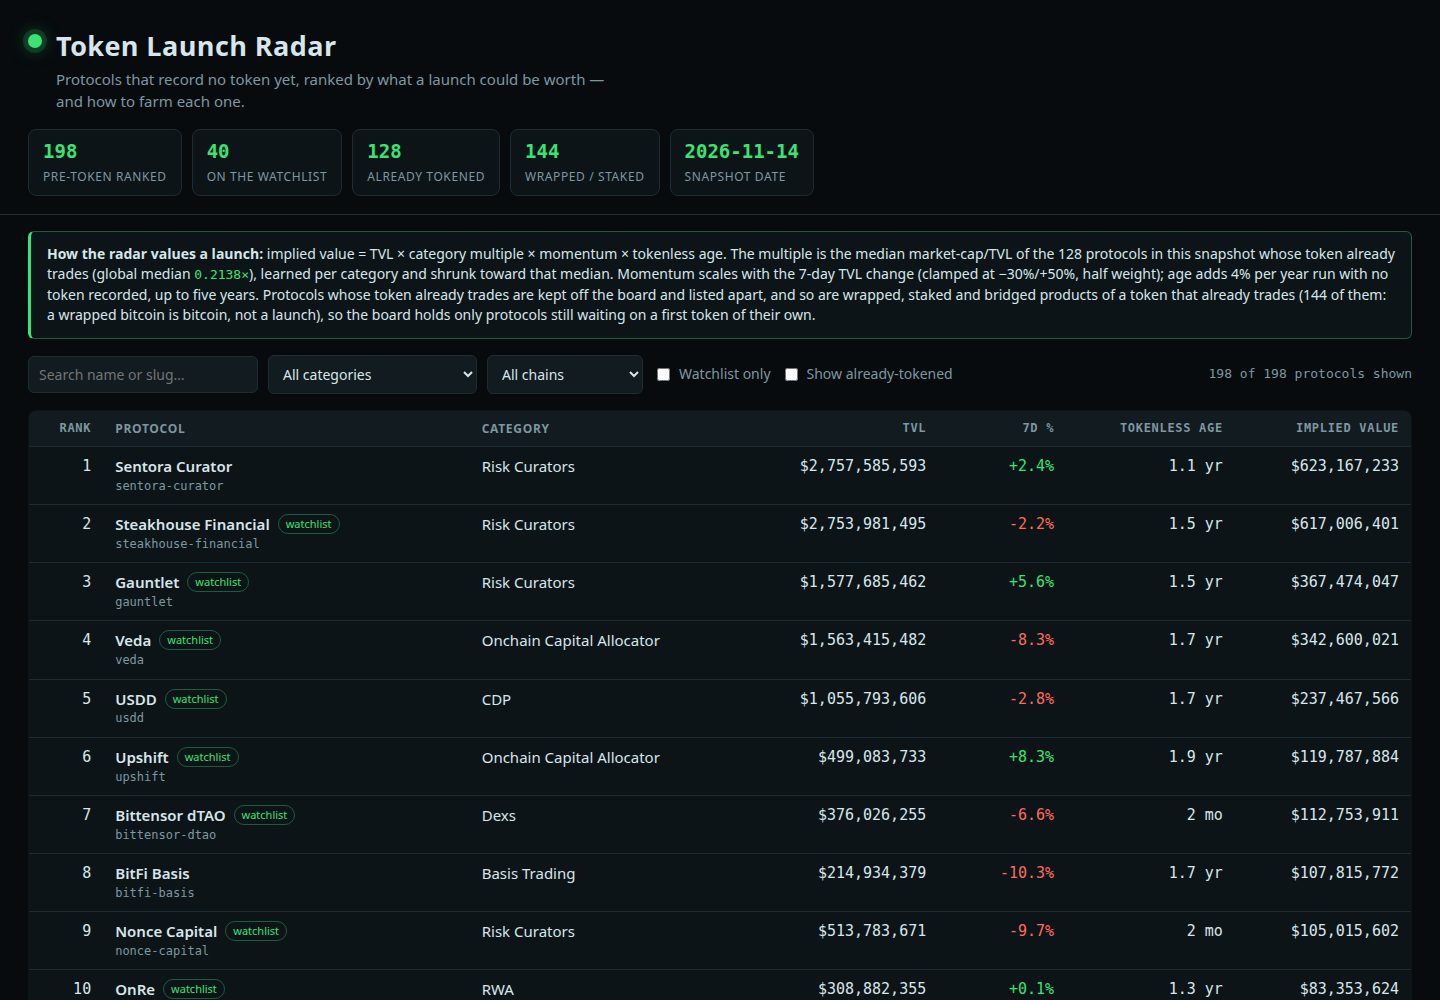 Token Launch Radar
Protocols that record no token yet, ranked by what a launch could be worth —
and how to farm each one.
198
PRE-TOKEN RANKED
40
ON THE WATCHLIST
128
ALREADY TOKENED
144
WRAPPED / STAKED
2026-11-14
SNAPSHOT DATE
How the radar values a launch: implied value = TVL × category multiple × momentum × tokenless age. The multiple is the median market-cap/TVL of the 128 protocols in this snapshot whose token already
trades (global median 0.2138×), learned per category and shrunk toward that median. Momentum scales with the 7-day TVL change (clamped at −30%/+50%, half weight); age adds 4% per year run with no
token recorded, up to five years. Protocols whose token already trades are kept off the board and listed apart, and so are wrapped, staked and bridged products of a token that already trades (144 of them:
a wrapped bitcoin is bitcoin, not a launch), so the board holds only protocols still waiting on a first token of their own.
Search name or slug... All categories All chains Watchlist only Show already-tokened 198 of 198 protocols shown
RANK PROTOCOL CATEGORY TVL 7D % TOKENLESS AGE IMPLIED VALUE
1 Sentora Curator Risk Curators $2,757,585,593 +2.4% 1.1 yr $623,167,233
sentora-curator
2 Steakhouse Financial watchlist Risk Curators $2,753,981,495 -2.2% 1.5 yr $617,006,401
steakhouse-financial
3 Gauntlet watchlist Risk Curators $1,577,685,462 +5.6% 1.5 yr $367,474,047
gauntlet
4 Veda watchlist Onchain Capital Allocator $1,563,415,482 -8.3% 1.7 yr $342,600,021
veda
5 USDD watchlist CDP $1,055,793,606 -2.8% 1.7 yr $237,467,566
usdd
6 Upshift watchlist Onchain Capital Allocator $499,083,733 +8.3% 1.9 yr $119,787,884
upshift
7 Bittensor dTAO watchlist Dexs $376,026,255 -6.6% 2 mo $112,753,911
bittensor-dtao
8 BitFi Basis Basis Trading $214,934,379 -10.3% 1.7 yr $107,815,772
bitfi-basis
9 Nonce Capital watchlist Risk Curators $513,783,671 -9.7% 2 mo $105,015,602
nonce-capital
10 OnRe watchlist RWA $308,882,355 +0.1% 1.3 yr $83,353,624